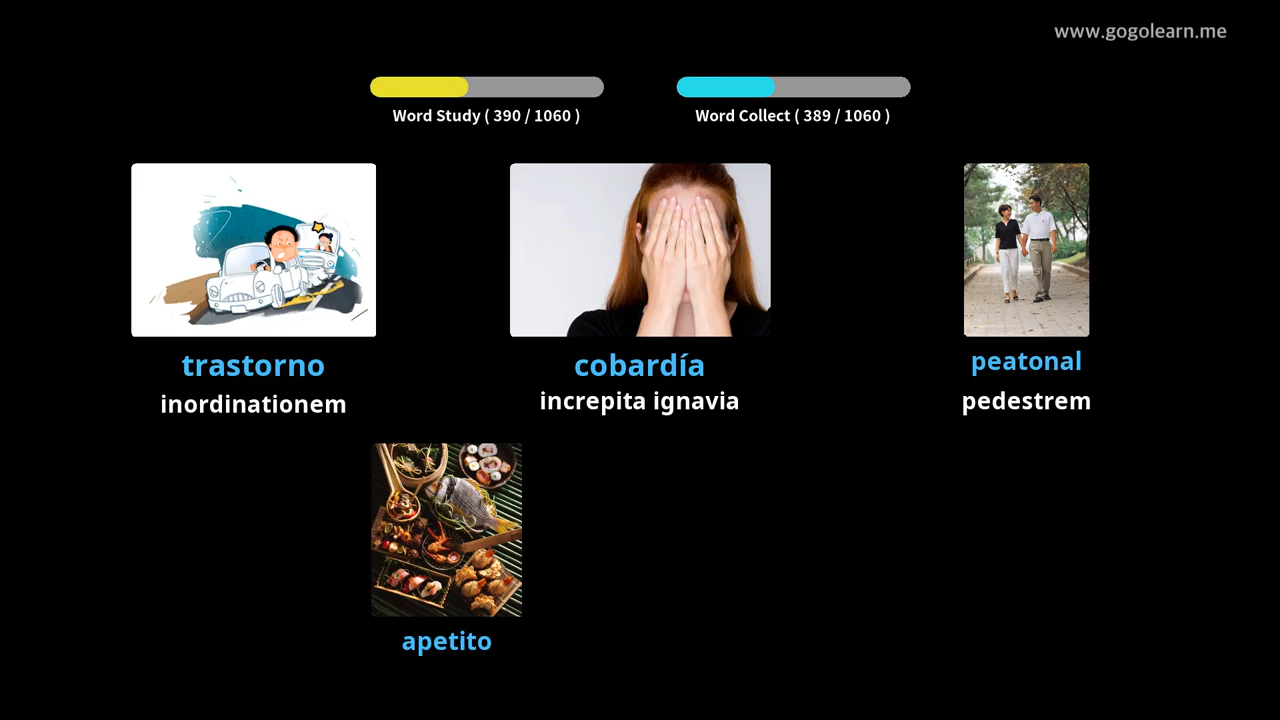 www.gogolearn.me
Word Study ( 390 / 1060 )
Word Collect ( 389 / 1060 )
trastorno
inordinationem
cobardía
increpita ignavia
peatonal
pedestrem
apetito